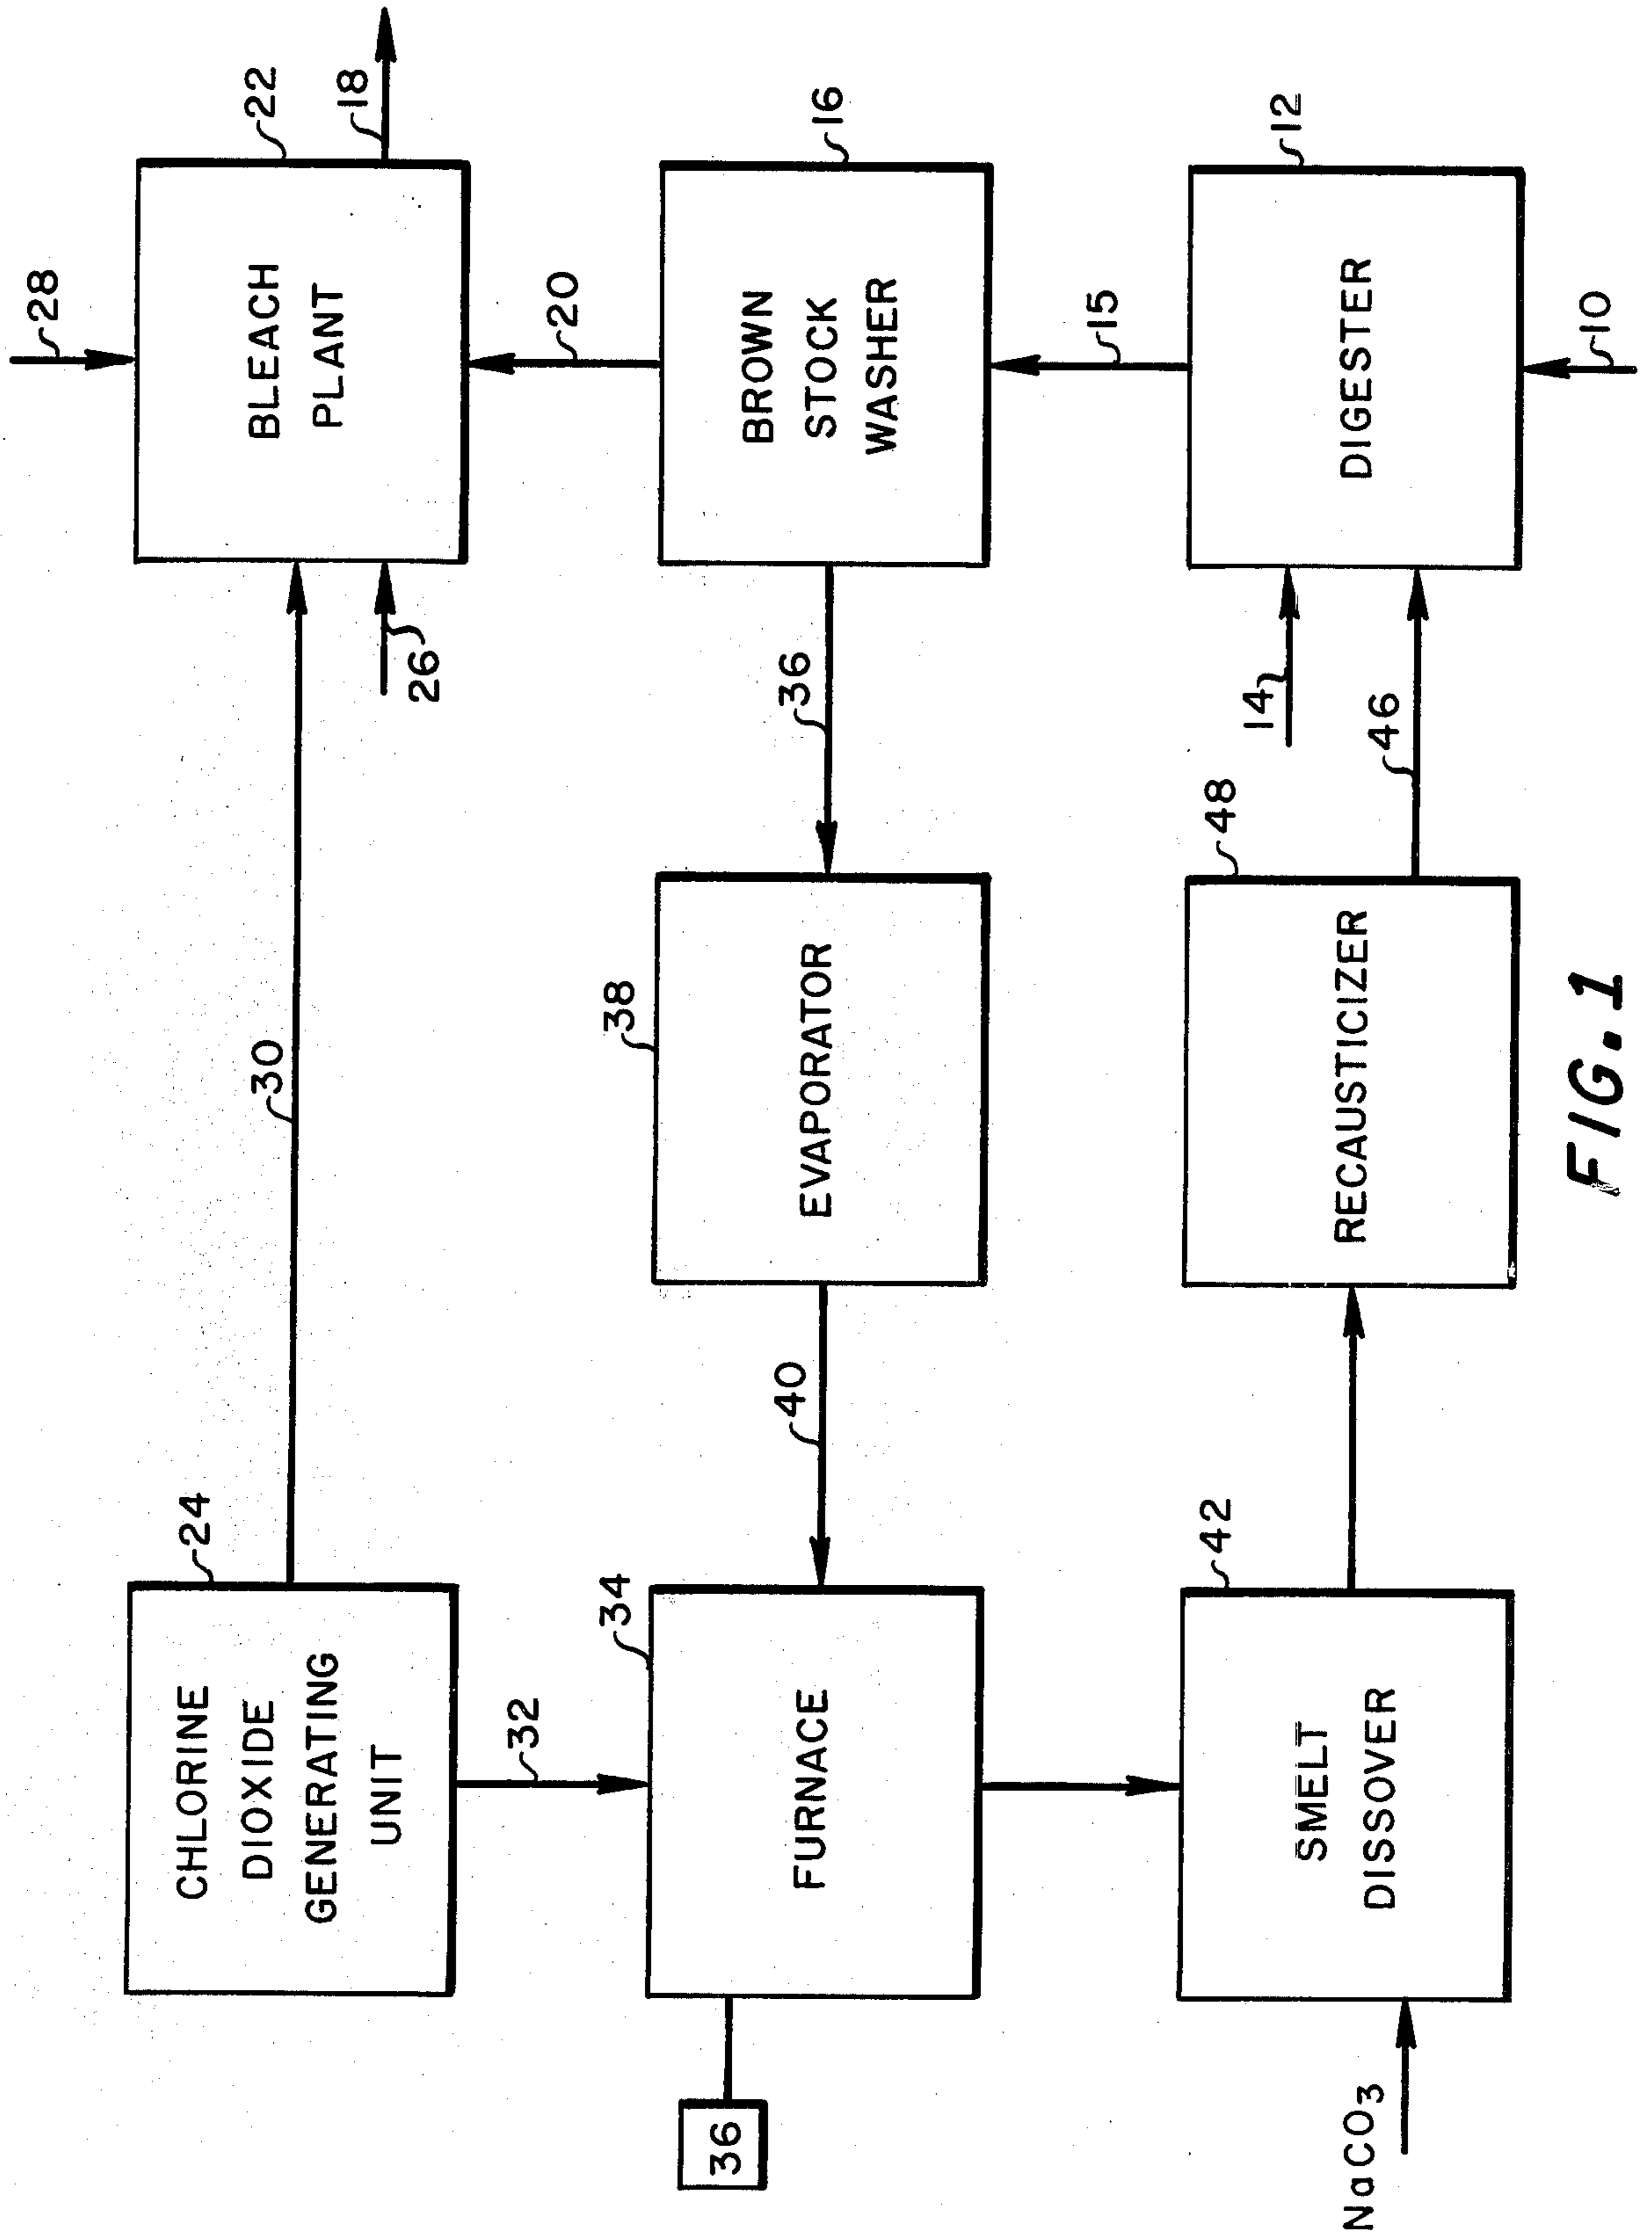 28
24
22
CHLORINE
DIOXIDE
GENERATING
UNIT
30
BLEACH
PLANT
18
26
32
20
34
38
16
36
FURNACE
40
EVAPORATOR
36
BROWN
STOCK
WASHER
15
42
48
14
12
SMELT
DISSOVER
RECAUSTICIZER
46
DIGESTER
NaCO3
10
FIG. 1